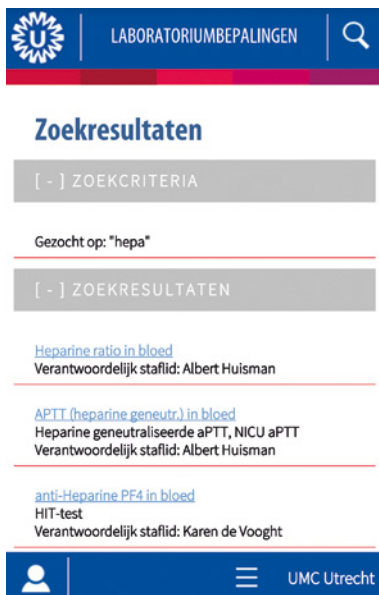 LABORATORIUMBEPALINGEN
Zoekresultaten
[ - ] ZOEKCRITERIA
Gezocht op: "hepa"
[ - ] ZOEKRESULTATEN
Heparine ratio in bloed
Verantwoordelijk staflid: Albert Huisman
APTT (heparine geneutr.) in bloed
Heparine geneutraliseerde aPTT, NICU aPTT
Verantwoordelijk staflid: Albert Huisman
anti-Heparine PF4 in bloed
HIT-test
Verantwoordelijk staflid: Karen de Vooght
UMC Utrecht